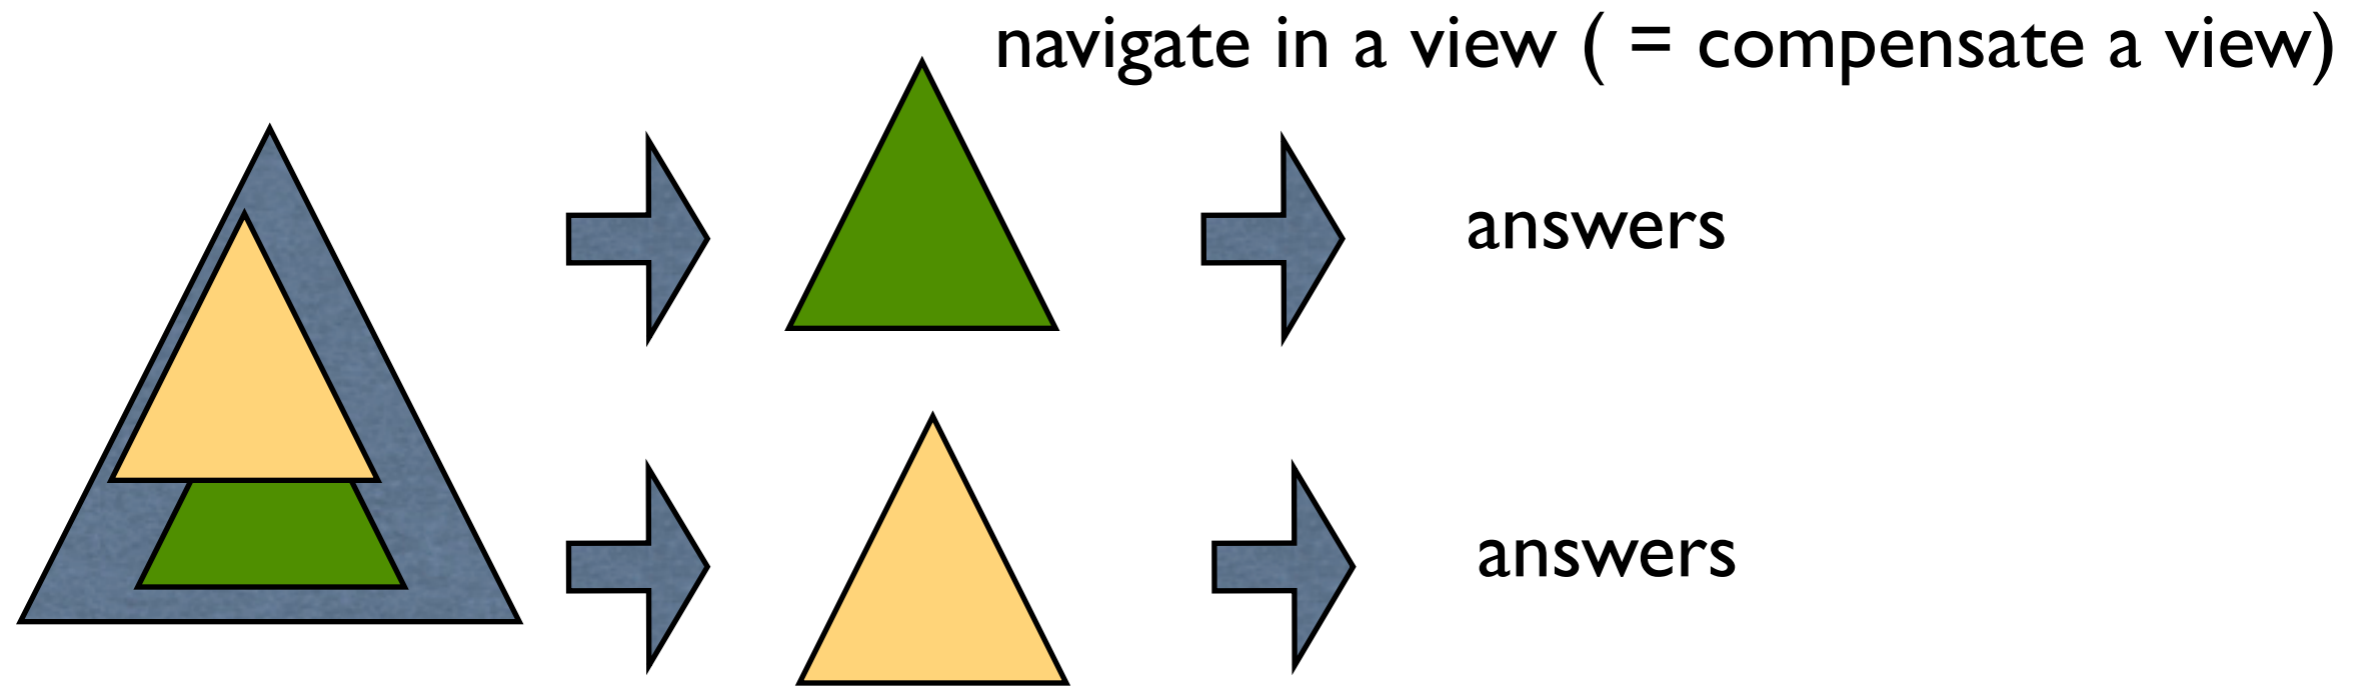 navigate in a view ( = compensate a view)
answers
answers